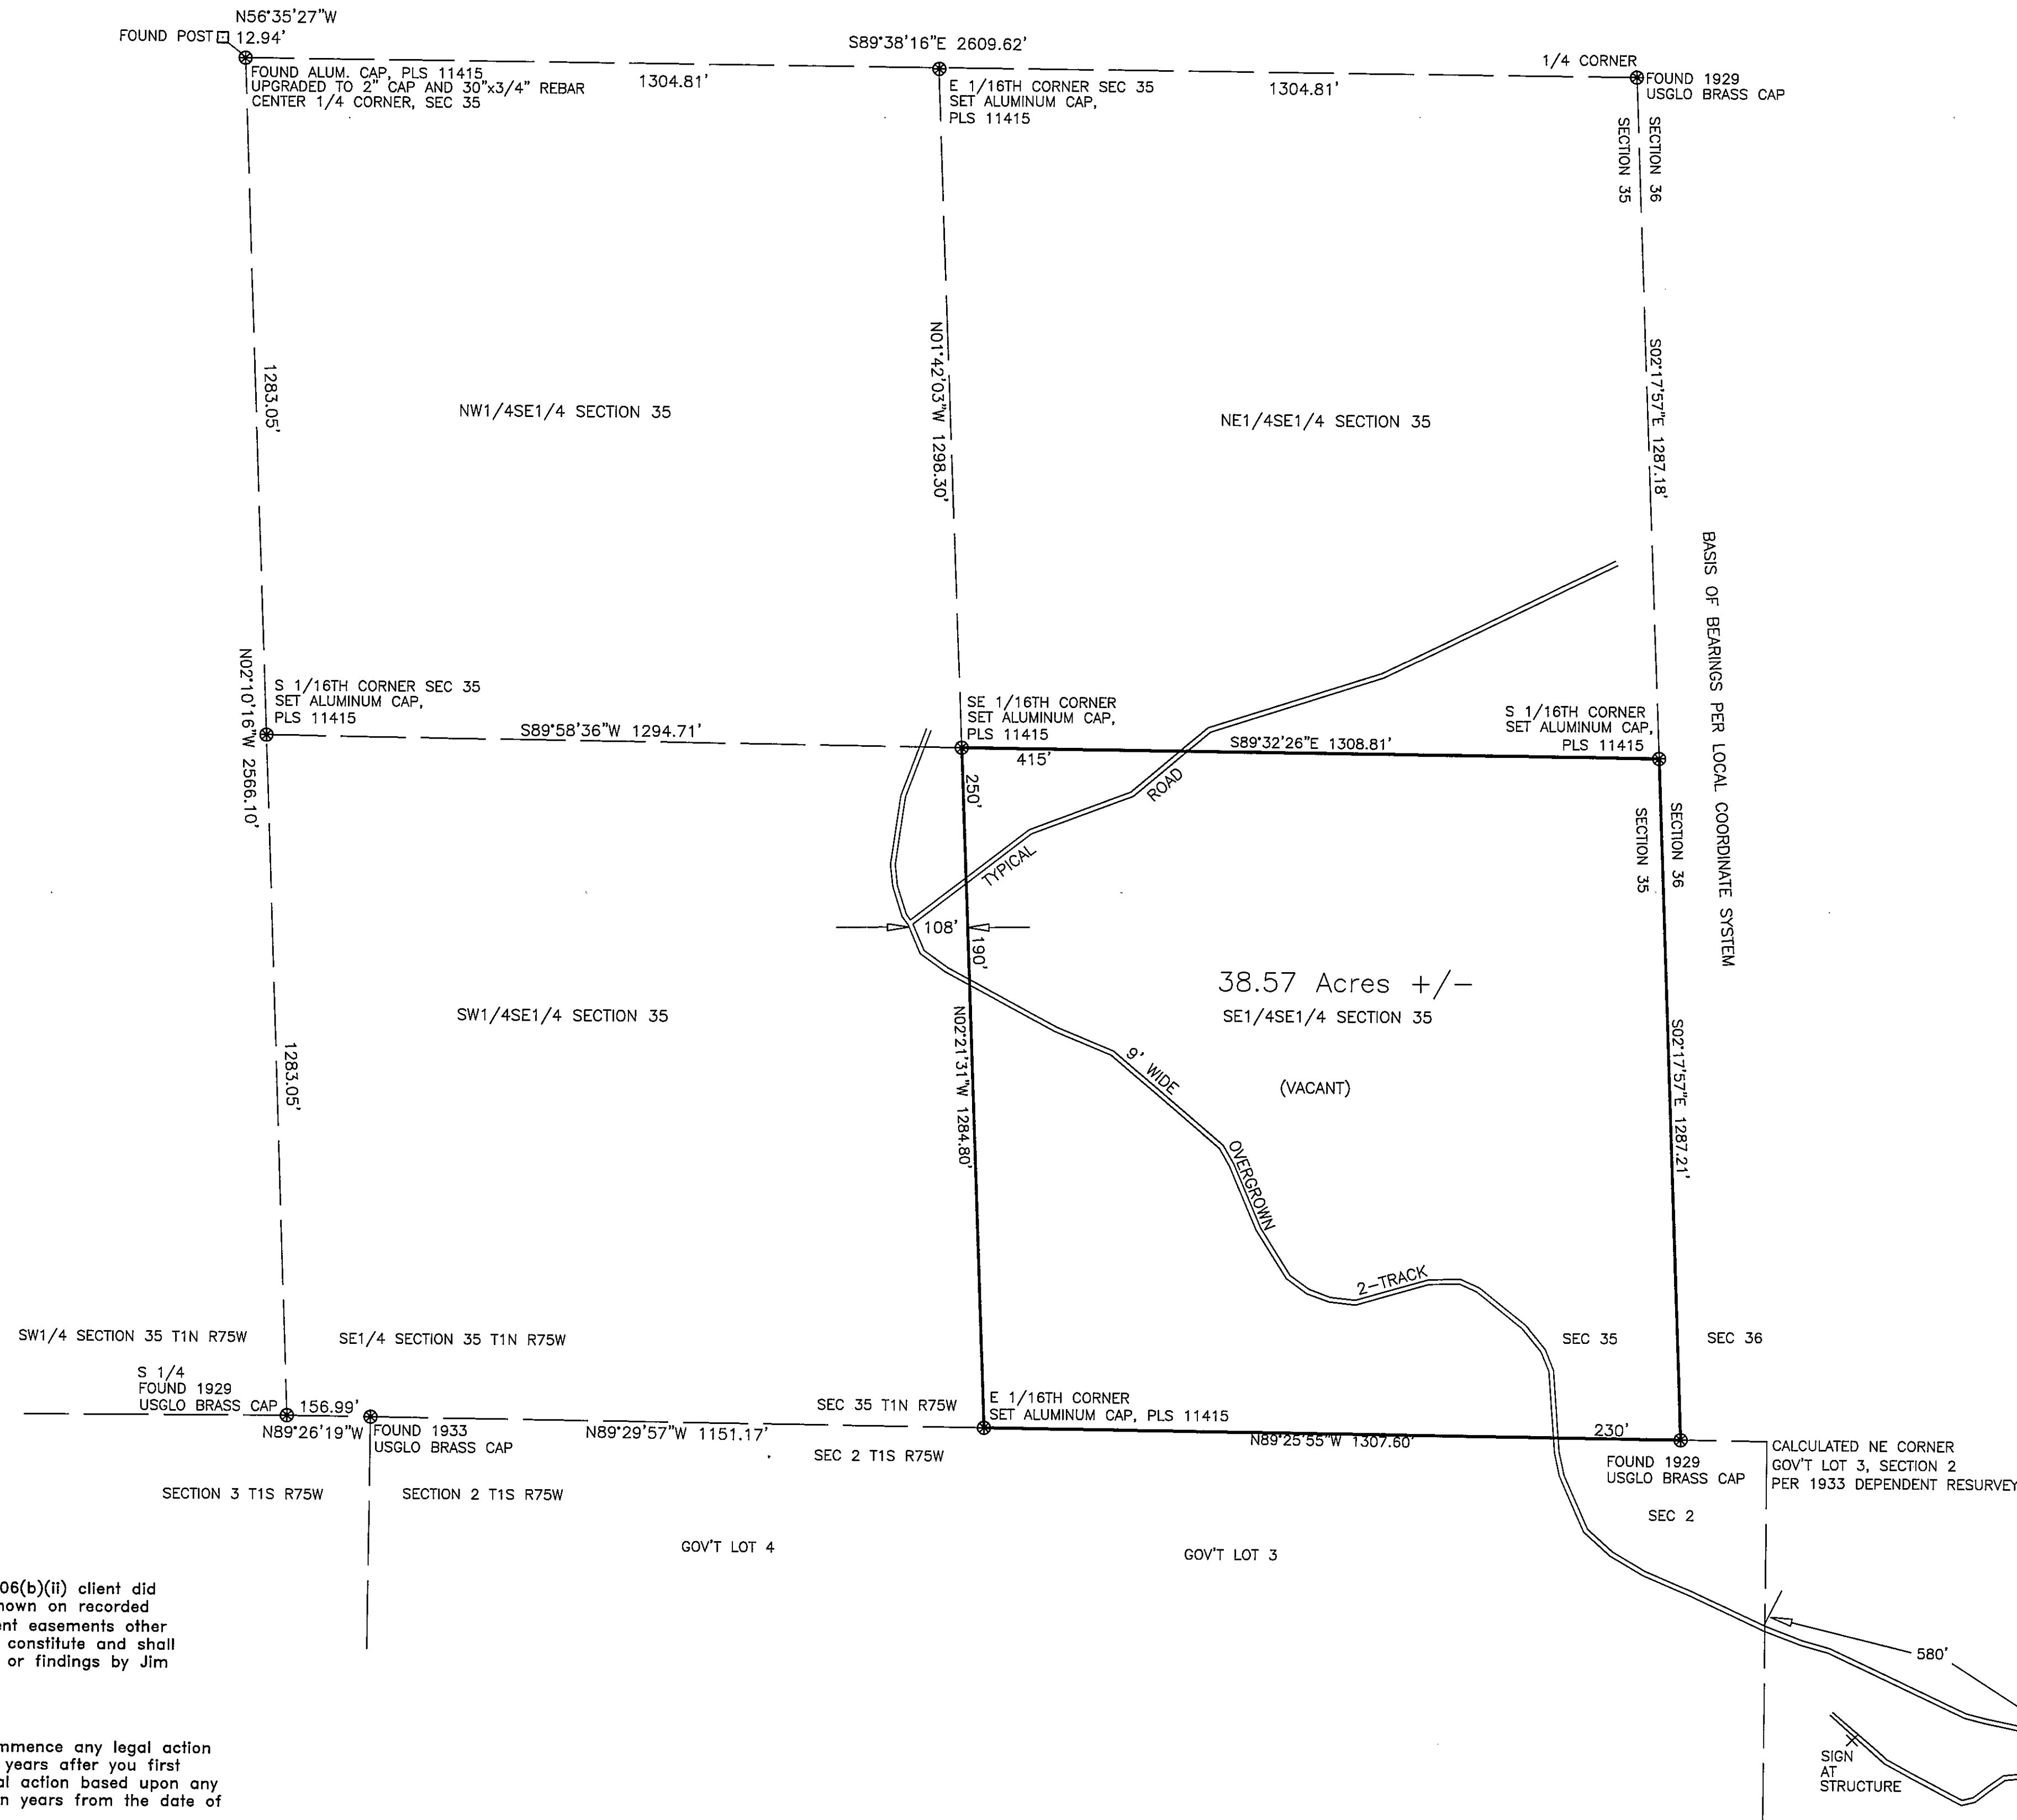 N56°35'27"W
FOUND POST 12.94'
S89°38'16"E 2609.62'
1/4 CORNER
FOUND ALUM. CAP, PLS 11415
UPGRADED TO 2" CAP AND 30"x3/4" REBAR
CENTER 1/4 CORNER, SEC 35
1304.81'
E 1/16TH CORNER SEC 35
SET ALUMINUM CAP,
PLS 11415
1304.81'
FOUND 1929
USGLO BRASS CAP
SECTION 35
SECTION 36
1283.05'
N01°42'03"W 1298.30'
S02°17'57"E 1287.18'
NW1/4SE1/4 SECTION 35
NE1/4SE1/4 SECTION 35
BASIS OF BEARINGS PER LOCAL COORDINATE SYSTEM
N02°10'16"W 2566.10'
S 1/16TH CORNER SEC 35
SET ALUMINUM CAP,
PLS 11415
S89°58'36"W 1294.71'
SE 1/16TH CORNER
SET ALUMINUM CAP,
PLS 11415
415'
S89°32'26"E 1308.81'
S 1/16TH CORNER
SET ALUMINUM CAP,
PLS 11415
250'
ROAD
TYPICAL
SECTION 35
SECTION 36
108'
190'
38.57 Acres +/-
SE1/4SE1/4 SECTION 35
(VACANT)
SW1/4SE1/4 SECTION 35
N02°21'31"W 1284.80'
S02°17'57"E 1287.21'
1283.05'
9' WIDE
OVERGROWN
2-TRACK
SW1/4 SECTION 35 T1N R75W
SE1/4 SECTION 35 T1N R75W
SEC 35
SEC 36
S 1/4
FOUND 1929
USGLO BRASS CAP
156.99'
N89°26'19"W
FOUND 1933
USGLO BRASS CAP
N89°29'57"W 1151.17'
SEC 35 T1N R75W
SEC 2 T1S R75W
E 1/16TH CORNER
SET ALUMINUM CAP, PLS 11415
N89°25'55"W 1307.60'
230'
FOUND 1929
USGLO BRASS CAP
CALCULATED NE CORNER
GOV'T LOT 3, SECTION 2
PER 1933 DEPENDENT RESURVEY
SECTION 3 T1S R75W
SECTION 2 T1S R75W
SEC 2
GOV'T LOT 4
GOV'T LOT 3
06(b)(ii) client did
nown on recorded
ent easements other
constitute and shall
or findings by Jim
580'
mmence any legal action
years after you first
al action based upon any
n years from the date of
SIGN
AT
STRUCTURE